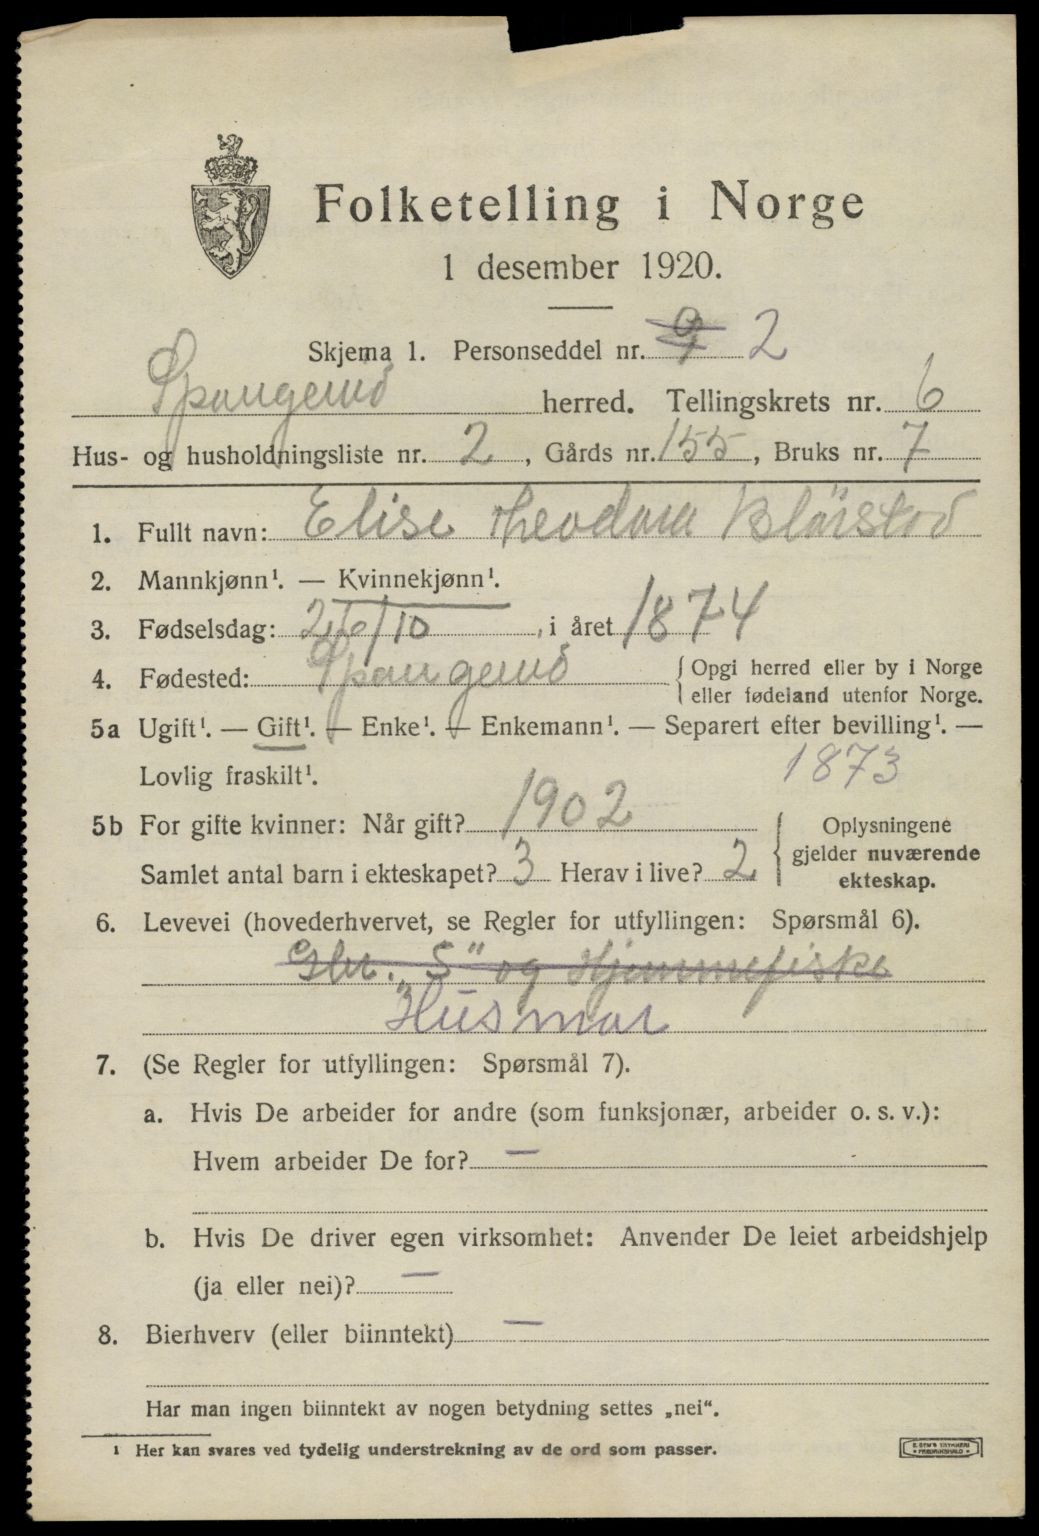 Folketelling i Norge
1 desember 1920.
Skjema 1. Personseddel nr. 2
Spangereid herred. Tellingskrets nr. 6
Hus- og husholdningsliste nr. 2, Gårds nr. 155, Bruks nr. 7
1. Fullt navn: Elise Theodora
2. Mannkjønn¹. — Kvinnekjønn¹.
3. Fødselsdag: 26/10, i året 1874
4. Fødested: Spangereid { Opgi herred eller by i Norge
eller fødeland utenfor Norge.
5a Ugift¹. — Gift¹. — Enke¹. — Enkemann¹. — Separert efter bevilling¹. —
Lovlig fraskilt¹. 1873
5b For gifte kvinner: Når gift? 1902
Samlet antal barn i ekteskapet? 3 Herav i live? 2
Oplysningene
gjelder nuværende
ekteskap.
6. Levevei (hovederhvervet, se Regler for utfyllingen: Spørsmål 6).
Gbr. „S" og Hjemmefiske
Husmor
7. (Se Regler for utfyllingen: Spørsmål 7).
a. Hvis De arbeider for andre (som funksjonær, arbeider o. s. v.):
Hvem arbeider De for? —
b. Hvis De driver egen virksomhet: Anvender De leiet arbeidshjelp
(ja eller nei)? —
8. Bierhverv (eller biinntekt) —
Har man ingen biinntekt av nogen betydning settes „nei“.
¹ Her kan svares ved tydelig understrekning av de ord som passer.